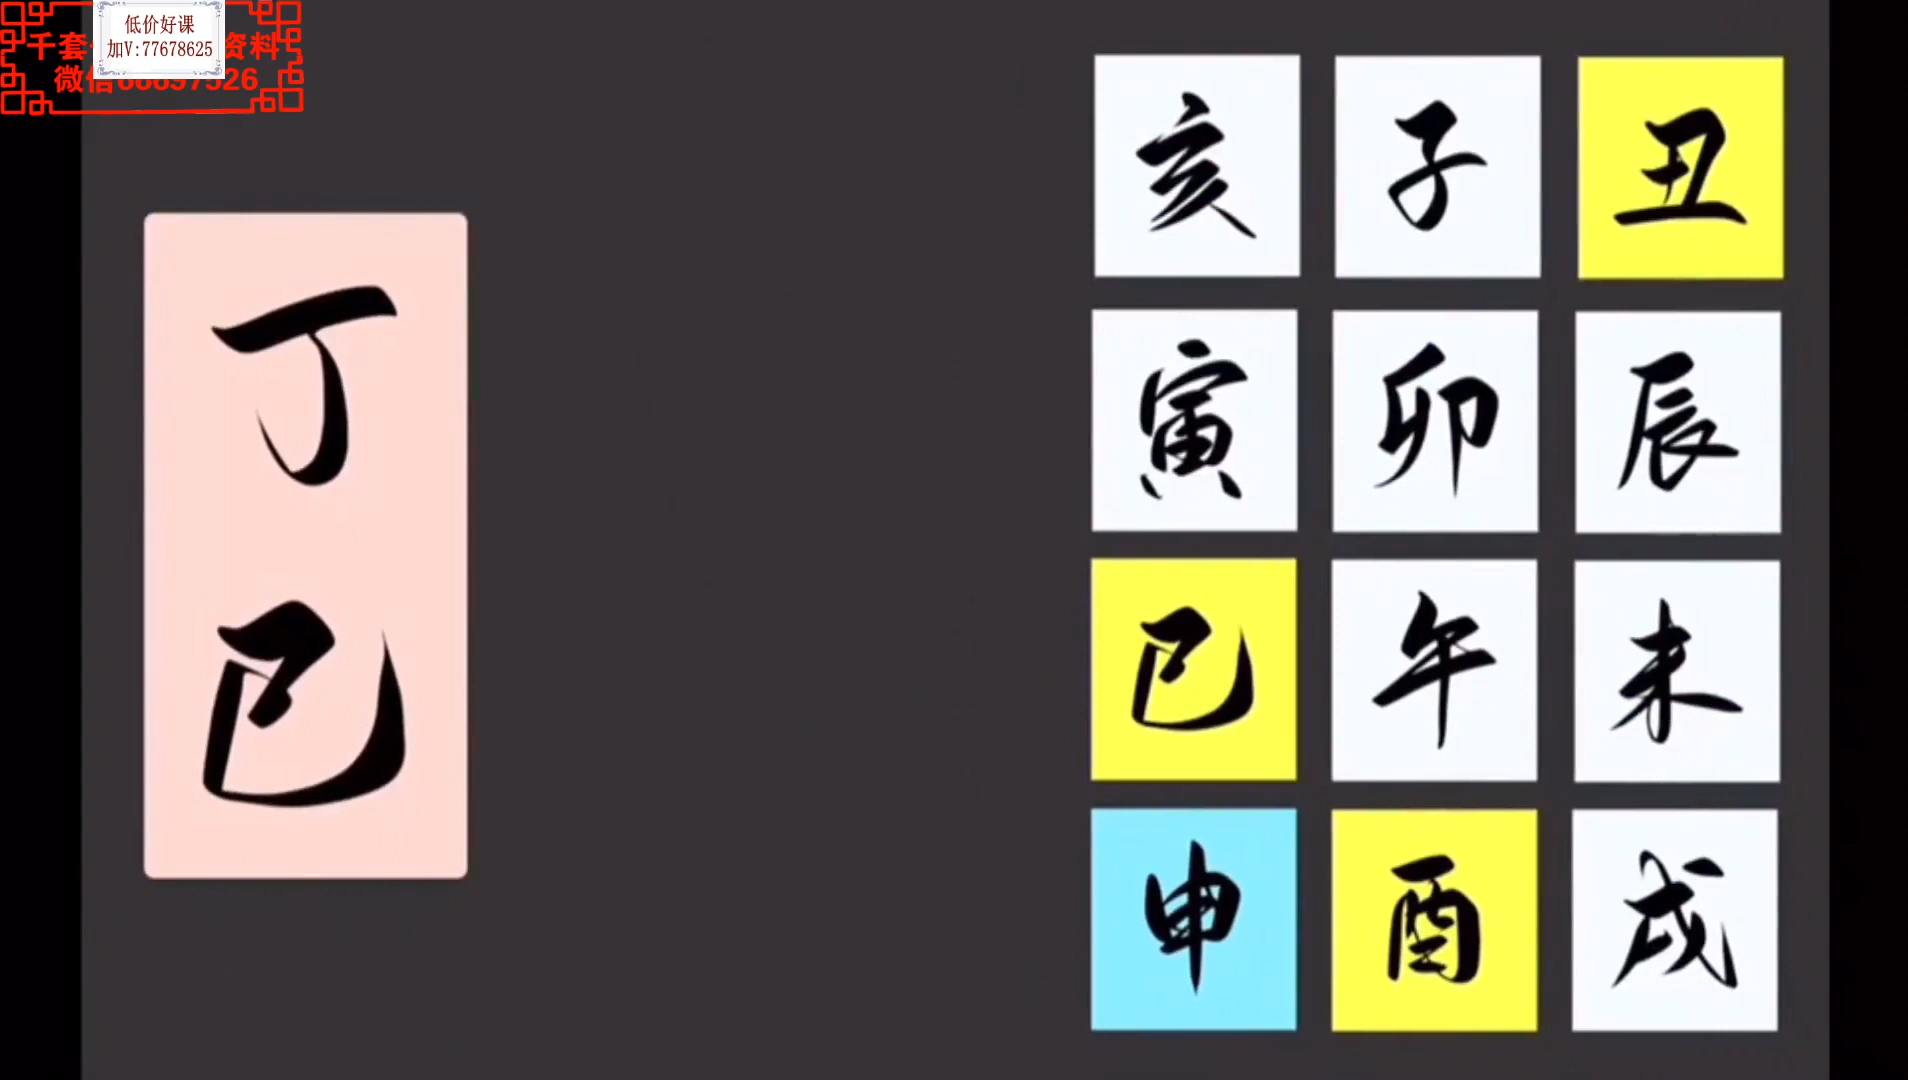 低价好课
加V:77678625
千套
资料
微信
丁
巳
亥 子 丑
寅 卯 辰
巳 午 未
申 酉 戌